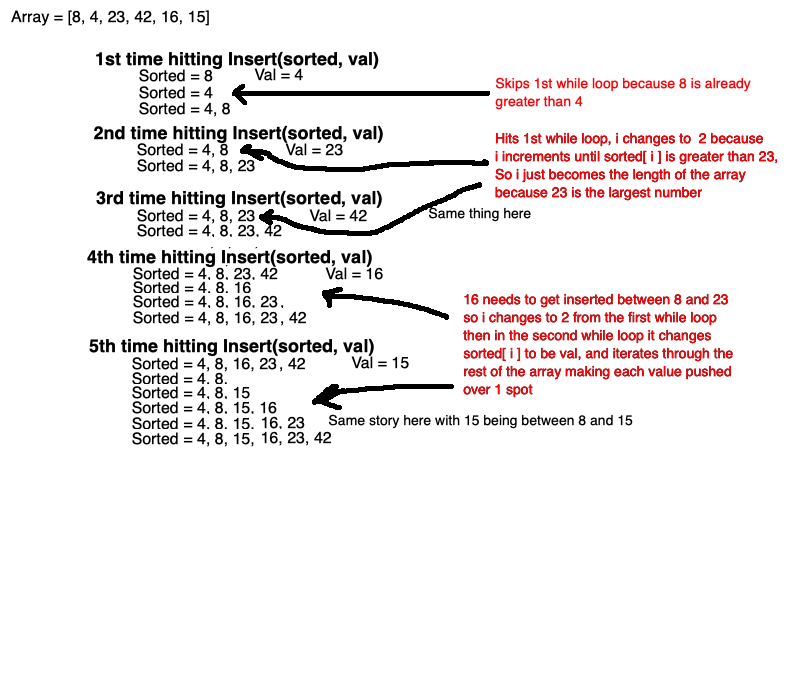 Array = [8, 4, 23, 42, 16, 15]
1st time hitting Insert(sorted, val)
Sorted = 8 Val = 4
Sorted = 4
Sorted = 4, 8
Skips 1st while loop because 8 is already
greater than 4
2nd time hitting Insert(sorted, val)
Sorted = 4, 8 Val = 23
Sorted = 4, 8, 23
Hits 1st while loop, i changes to 2 because
i increments until sorted[ i ] is greater than 23,
So i just becomes the length of the array
because 23 is the largest number
3rd time hitting Insert(sorted, val)
Sorted = 4, 8, 23 Val = 42
Sorted = 4, 8, 23, 42
Same thing here
4th time hitting Insert(sorted, val)
Sorted = 4, 8, 23, 42 Val = 16
Sorted = 4, 8, 16
Sorted = 4, 8, 16, 23,
Sorted = 4, 8, 16, 23, 42
16 needs to get inserted between 8 and 23
so i changes to 2 from the first while loop
then in the second while loop it changes
sorted[ i ] to be val, and iterates through the
rest of the array making each value pushed
over 1 spot
5th time hitting Insert(sorted, val)
Sorted = 4, 8, 16, 23, 42 Val = 15
Sorted = 4, 8,
Sorted = 4, 8, 15
Sorted = 4, 8, 15, 16
Sorted = 4, 8, 15, 16, 23
Sorted = 4, 8, 15, 16, 23, 42
Same story here with 15 being between 8 and 15